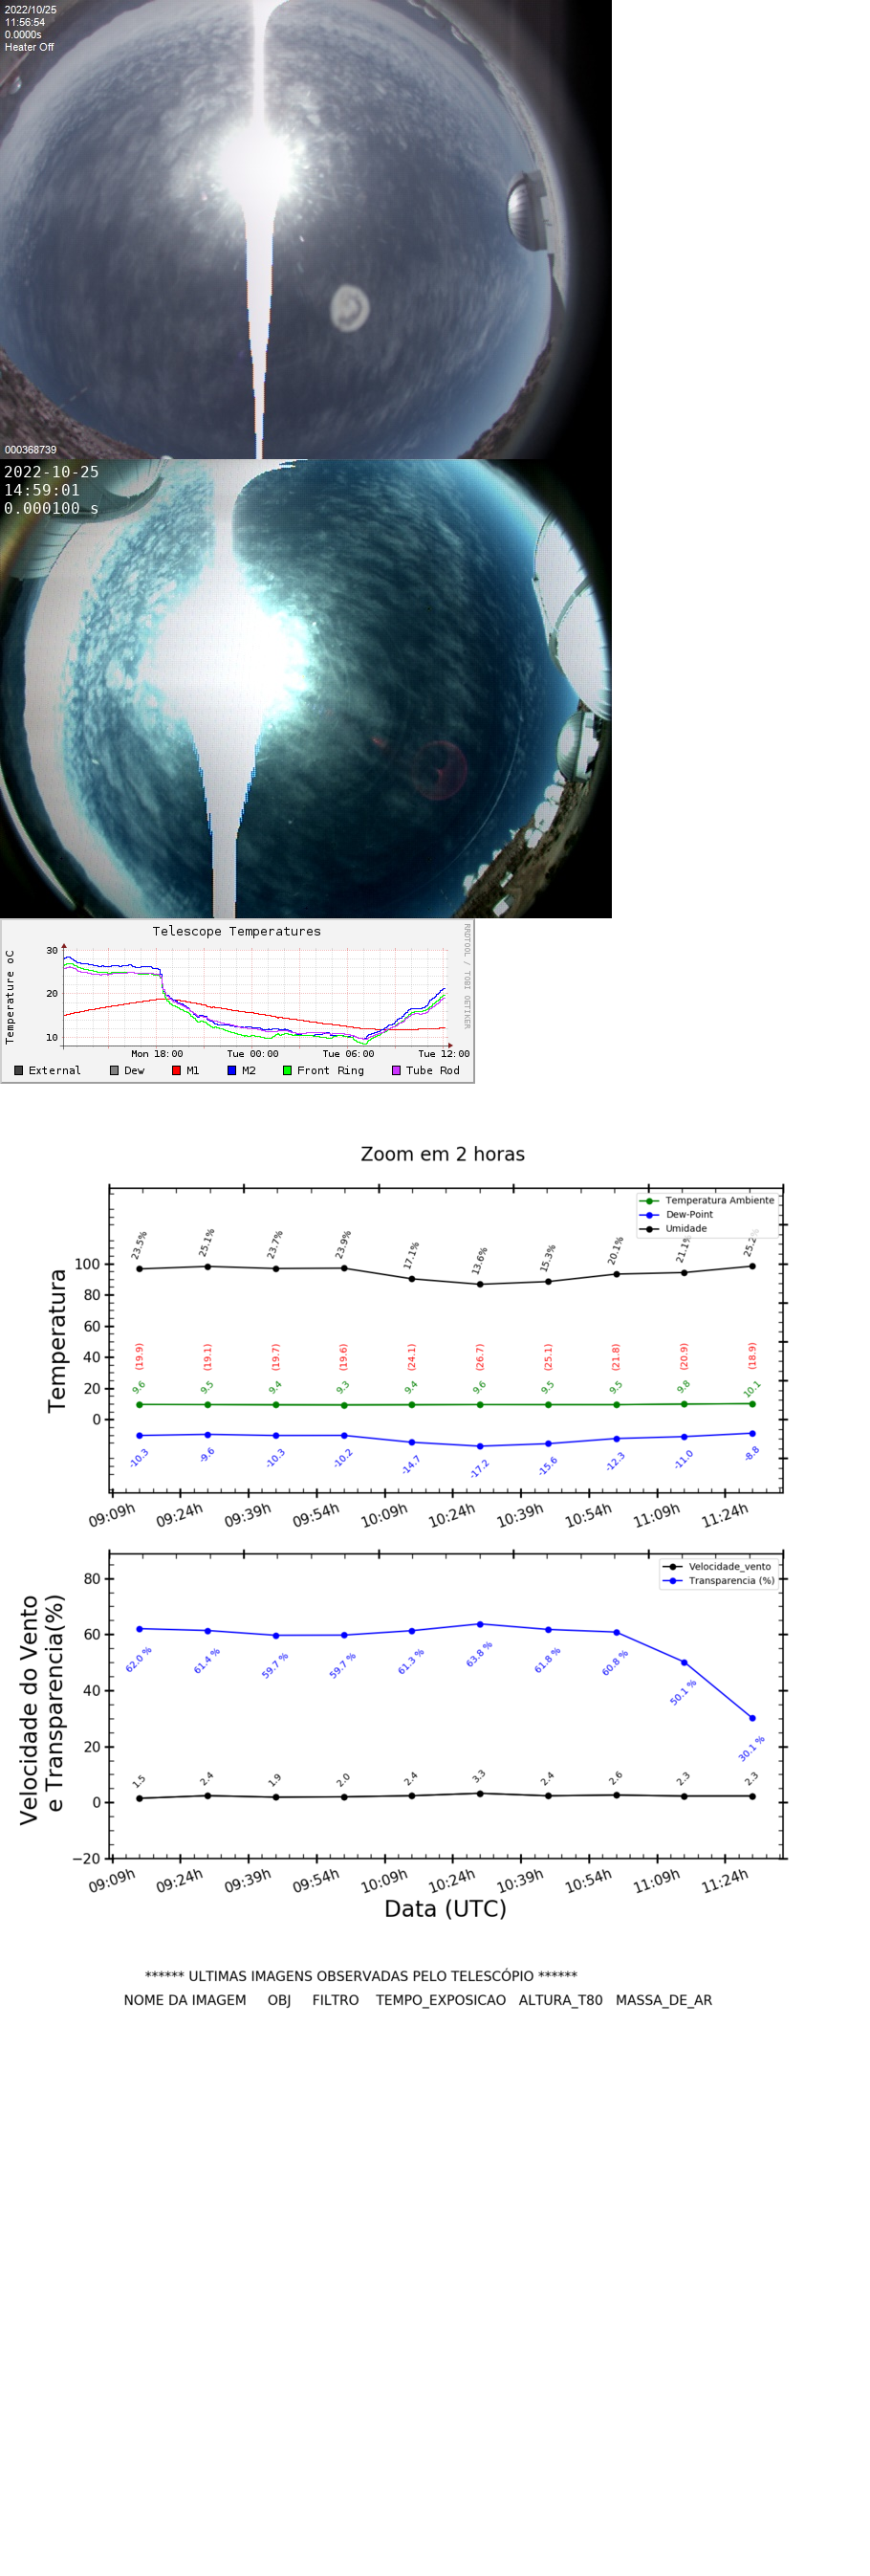 2022/10/25
11:56:54
0.0000s
Heater Off
000368739
2022-10-25
14:59:01
0.000100 s
Telescope Temperatures
RRDTOOL / TOBI OETIKER
Temperature oC
30
20
10
Mon 18:00 Tue 00:00 Tue 06:00 Tue 12:00
External Dew M1 M2 Front Ring Tube Rod
Zoom em 2 horas
Temperatura Ambiente
Dew-Point
Umidade
Temperatura
100
80
60
40
20
0
23.5% 25.1% 23.7% 23.9% 17.1% 13.6% 15.3% 20.1% 21.1% 25.2%
(19.9) (19.1) (19.7) (19.6) (24.1) (26.7) (25.1) (21.8) (20.9) (18.9)
9.6 9.5 9.4 9.3 9.4 9.6 9.5 9.5 9.8 10.1
-10.3 -9.6 -10.3 -10.2 -14.7 -17.2 -15.6 -12.3 -11.0 -8.8
09:09h 09:24h 09:39h 09:54h 10:09h 10:24h 10:39h 10:54h 11:09h 11:24h
Velocidade_vento
Transparencia (%)
Velocidade do Vento
e Transparencia(%)
80
60
40
20
0
−20
62.0 % 61.4 % 59.7 % 59.7 % 61.3 % 63.8 % 61.8 % 60.8 % 50.1 % 30.1 %
1.5 2.4 1.9 2.0 2.4 3.3 2.4 2.6 2.3 2.3
09:09h 09:24h 09:39h 09:54h 10:09h 10:24h 10:39h 10:54h 11:09h 11:24h
Data (UTC)
****** ULTIMAS IMAGENS OBSERVADAS PELO TELESCÓPIO ******
NOME DA IMAGEM OBJ FILTRO TEMPO_EXPOSICAO ALTURA_T80 MASSA_DE_AR